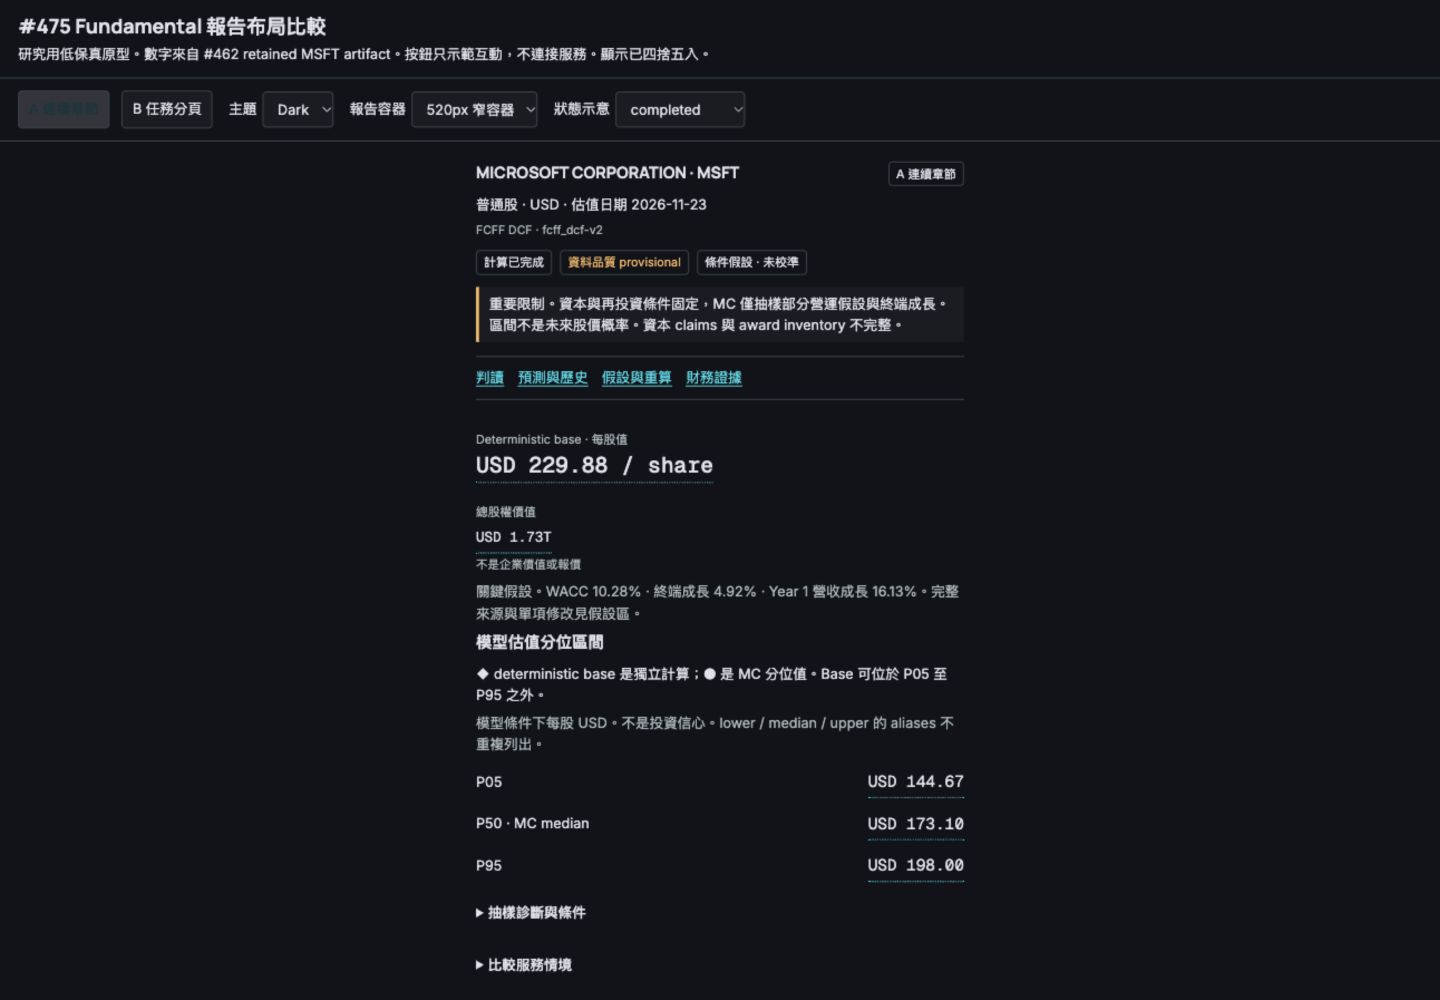 #475 Fundamental 報告布局比較
研究用低保真原型。數字來自 #462 retained MSFT artifact。按鈕只示範互動，不連接服務。顯示已四捨五入。
A 連續章節 B 任務分頁 主題 Dark 報告容器 520px 窄容器 狀態示意 completed
MICROSOFT CORPORATION · MSFT A 連續章節
普通股 · USD · 估值日期 2026-11-23
FCFF DCF · fcff_dcf-v2
計算已完成 資料品質 provisional 條件假設 · 未校準
重要限制。資本與再投資條件固定，MC 僅抽樣部分營運假設與終端成長。
區間不是未來股價概率。資本 claims 與 award inventory 不完整。
判讀 預測與歷史 假設與重算 財務證據
Deterministic base · 每股值
USD 229.88 / share
總股權價值
USD 1.73T
不是企業價值或報價
關鍵假設。WACC 10.28% · 終端成長 4.92% · Year 1 營收成長 16.13%。完整
來源與單項修改見假設區。
模型估值分位區間
◆ deterministic base 是獨立計算；● 是 MC 分位值。Base 可位於 P05 至
P95 之外。
模型條件下每股 USD。不是投資信心。lower / median / upper 的 aliases 不
重複列出。
P05 USD 144.67
P50 · MC median USD 173.10
P95 USD 198.00
▶ 抽樣診斷與條件
▶ 比較服務情境